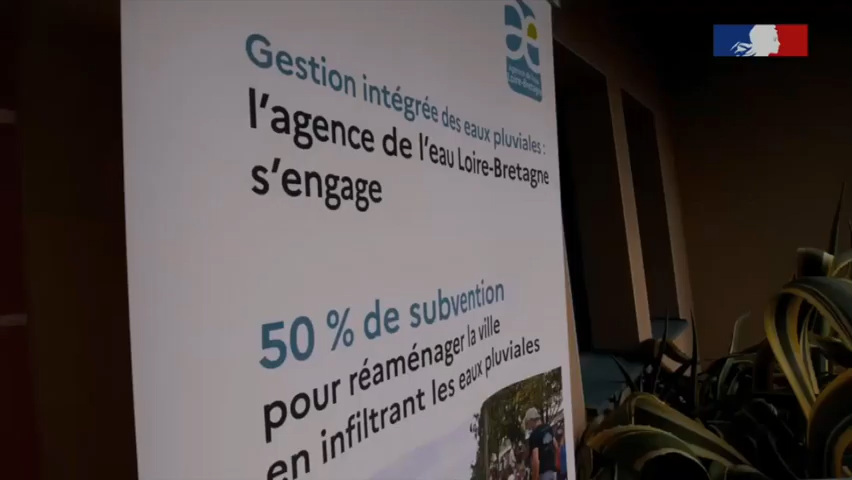 Gestion intégrée des eaux pluviales :
l'agence de l'eau Loire-Bretagne
s'engage
50 % de subvention
pour réaménager la ville
en infiltrant les eaux pluviales